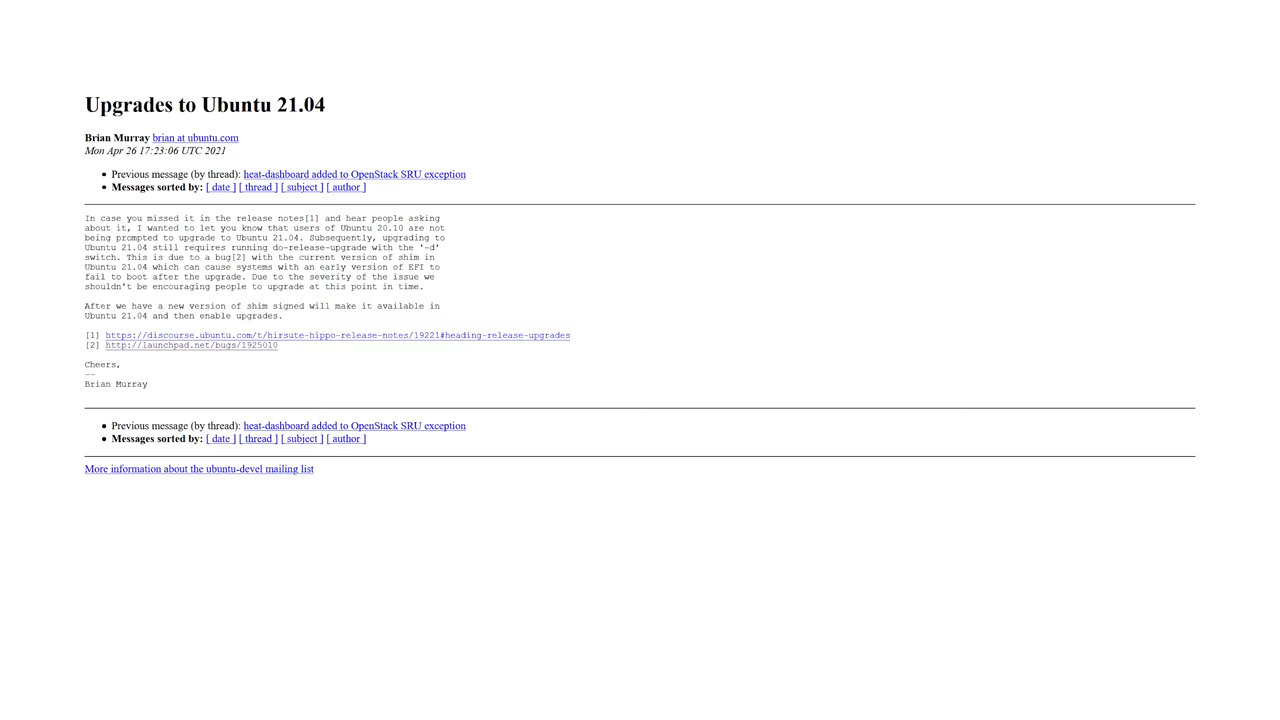 Upgrades to Ubuntu 21.04
Brian Murray brian at ubuntu.com
Mon Apr 26 17:23:06 UTC 2021
Previous message (by thread): heat-dashboard added to OpenStack SRU exception
Messages sorted by: [ date ] [ thread ] [ subject ] [ author ]
In case you missed it in the release notes[1] and hear people asking
about it, I wanted to let you know that users of Ubuntu 20.10 are not
being prompted to upgrade to Ubuntu 21.04. Subsequently, upgrading to
Ubuntu 21.04 still requires running do-release-upgrade with the '-d'
switch. This is due to a bug[2] with the current version of shim in
Ubuntu 21.04 which can cause systems with an early version of EFI to
fail to boot after the upgrade. Due to the severity of the issue we
shouldn't be encouraging people to upgrade at this point in time.
After we have a new version of shim signed will make it available in
Ubuntu 21.04 and then enable upgrades.
[1] https://discourse.ubuntu.com/t/hirsute-hippo-release-notes/19221#heading-release-upgrades
[2] http://launchpad.net/bugs/1925010
Cheers,
--
Brian Murray
Previous message (by thread): heat-dashboard added to OpenStack SRU exception
Messages sorted by: [ date ] [ thread ] [ subject ] [ author ]
More information about the ubuntu-devel mailing list